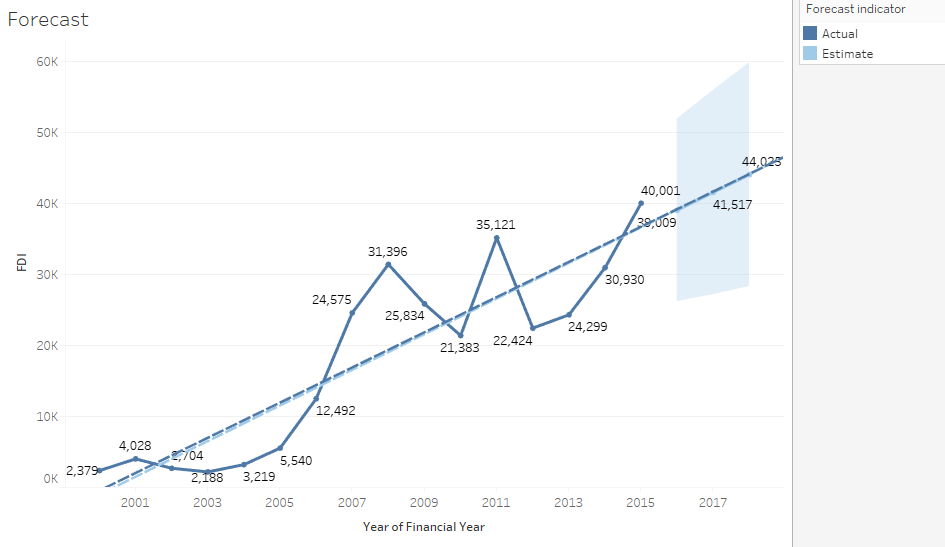 Forecast
Forecast indicator
Actual
Estimate
60K
50K
40K
30K
20K
10K
0K
FDI
2,379
4,028
2,704
2,188
3,219
5,540
12,492
24,575
31,396
25,834
21,383
35,121
22,424
24,299
30,930
40,001
39,009
41,517
44,025
2001
2003
2005
2007
2009
2011
2013
2015
2017
Year of Financial Year